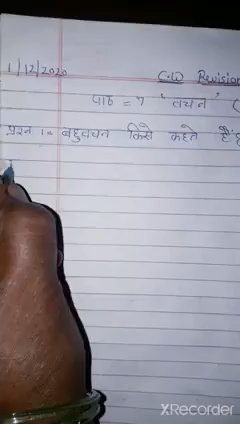 1/12/2020
C.W Revision
पाठ = 7 'वचन' (
प्रश्न 1= बहुवचन किसे कहते हैं?
XRecorder